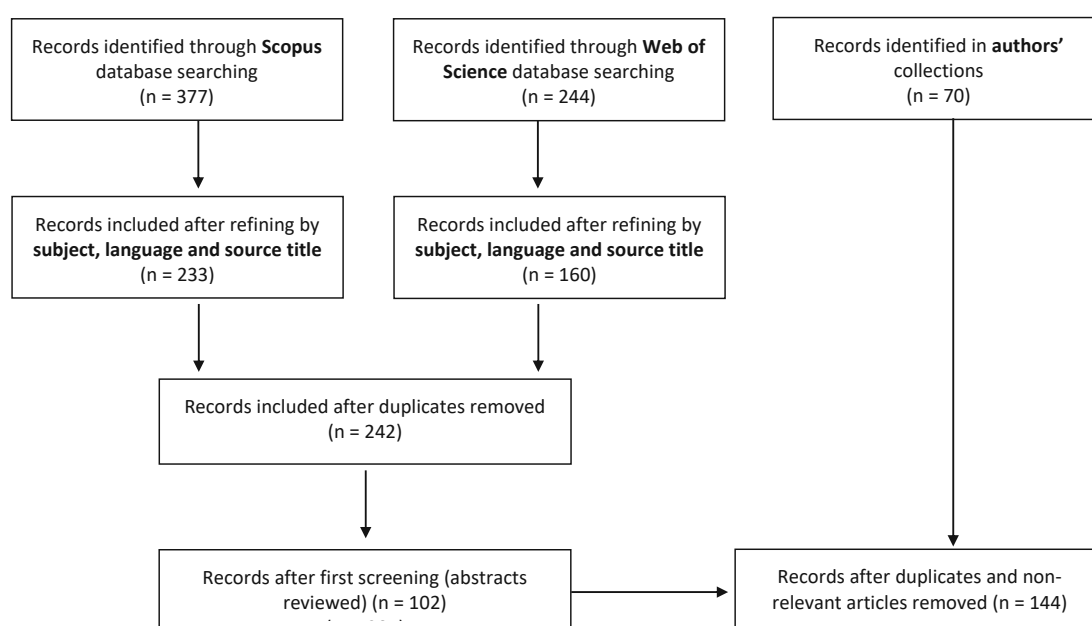 Records identified through Scopus
database searching
(n = 377)
Records identified through Web of
Science database searching
(n = 244)
Records identified in authors’
collections
(n = 70)
Records included after refining by
subject, language and source title
(n = 233)
Records included after refining by
subject, language and source title
(n = 160)
Records included after duplicates removed
(n = 242)
Records after first screening (abstracts
reviewed) (n = 102)
Records after duplicates and non-
relevant articles removed (n = 144)